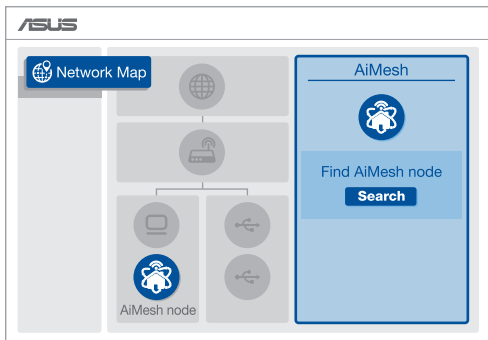 ASUS
Network Map
AiMesh
Find AiMesh node
Search
AiMesh node